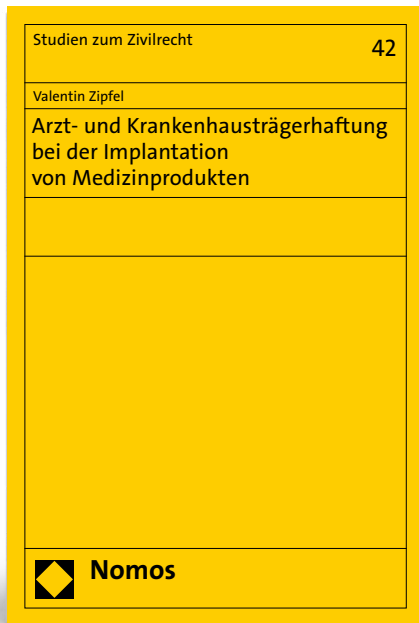 Studien zum Zivilrecht
42
Valentin Zipfel
Arzt- und Krankenhausträgerhaftung
bei der Implantation
von Medizinprodukten
Nomos